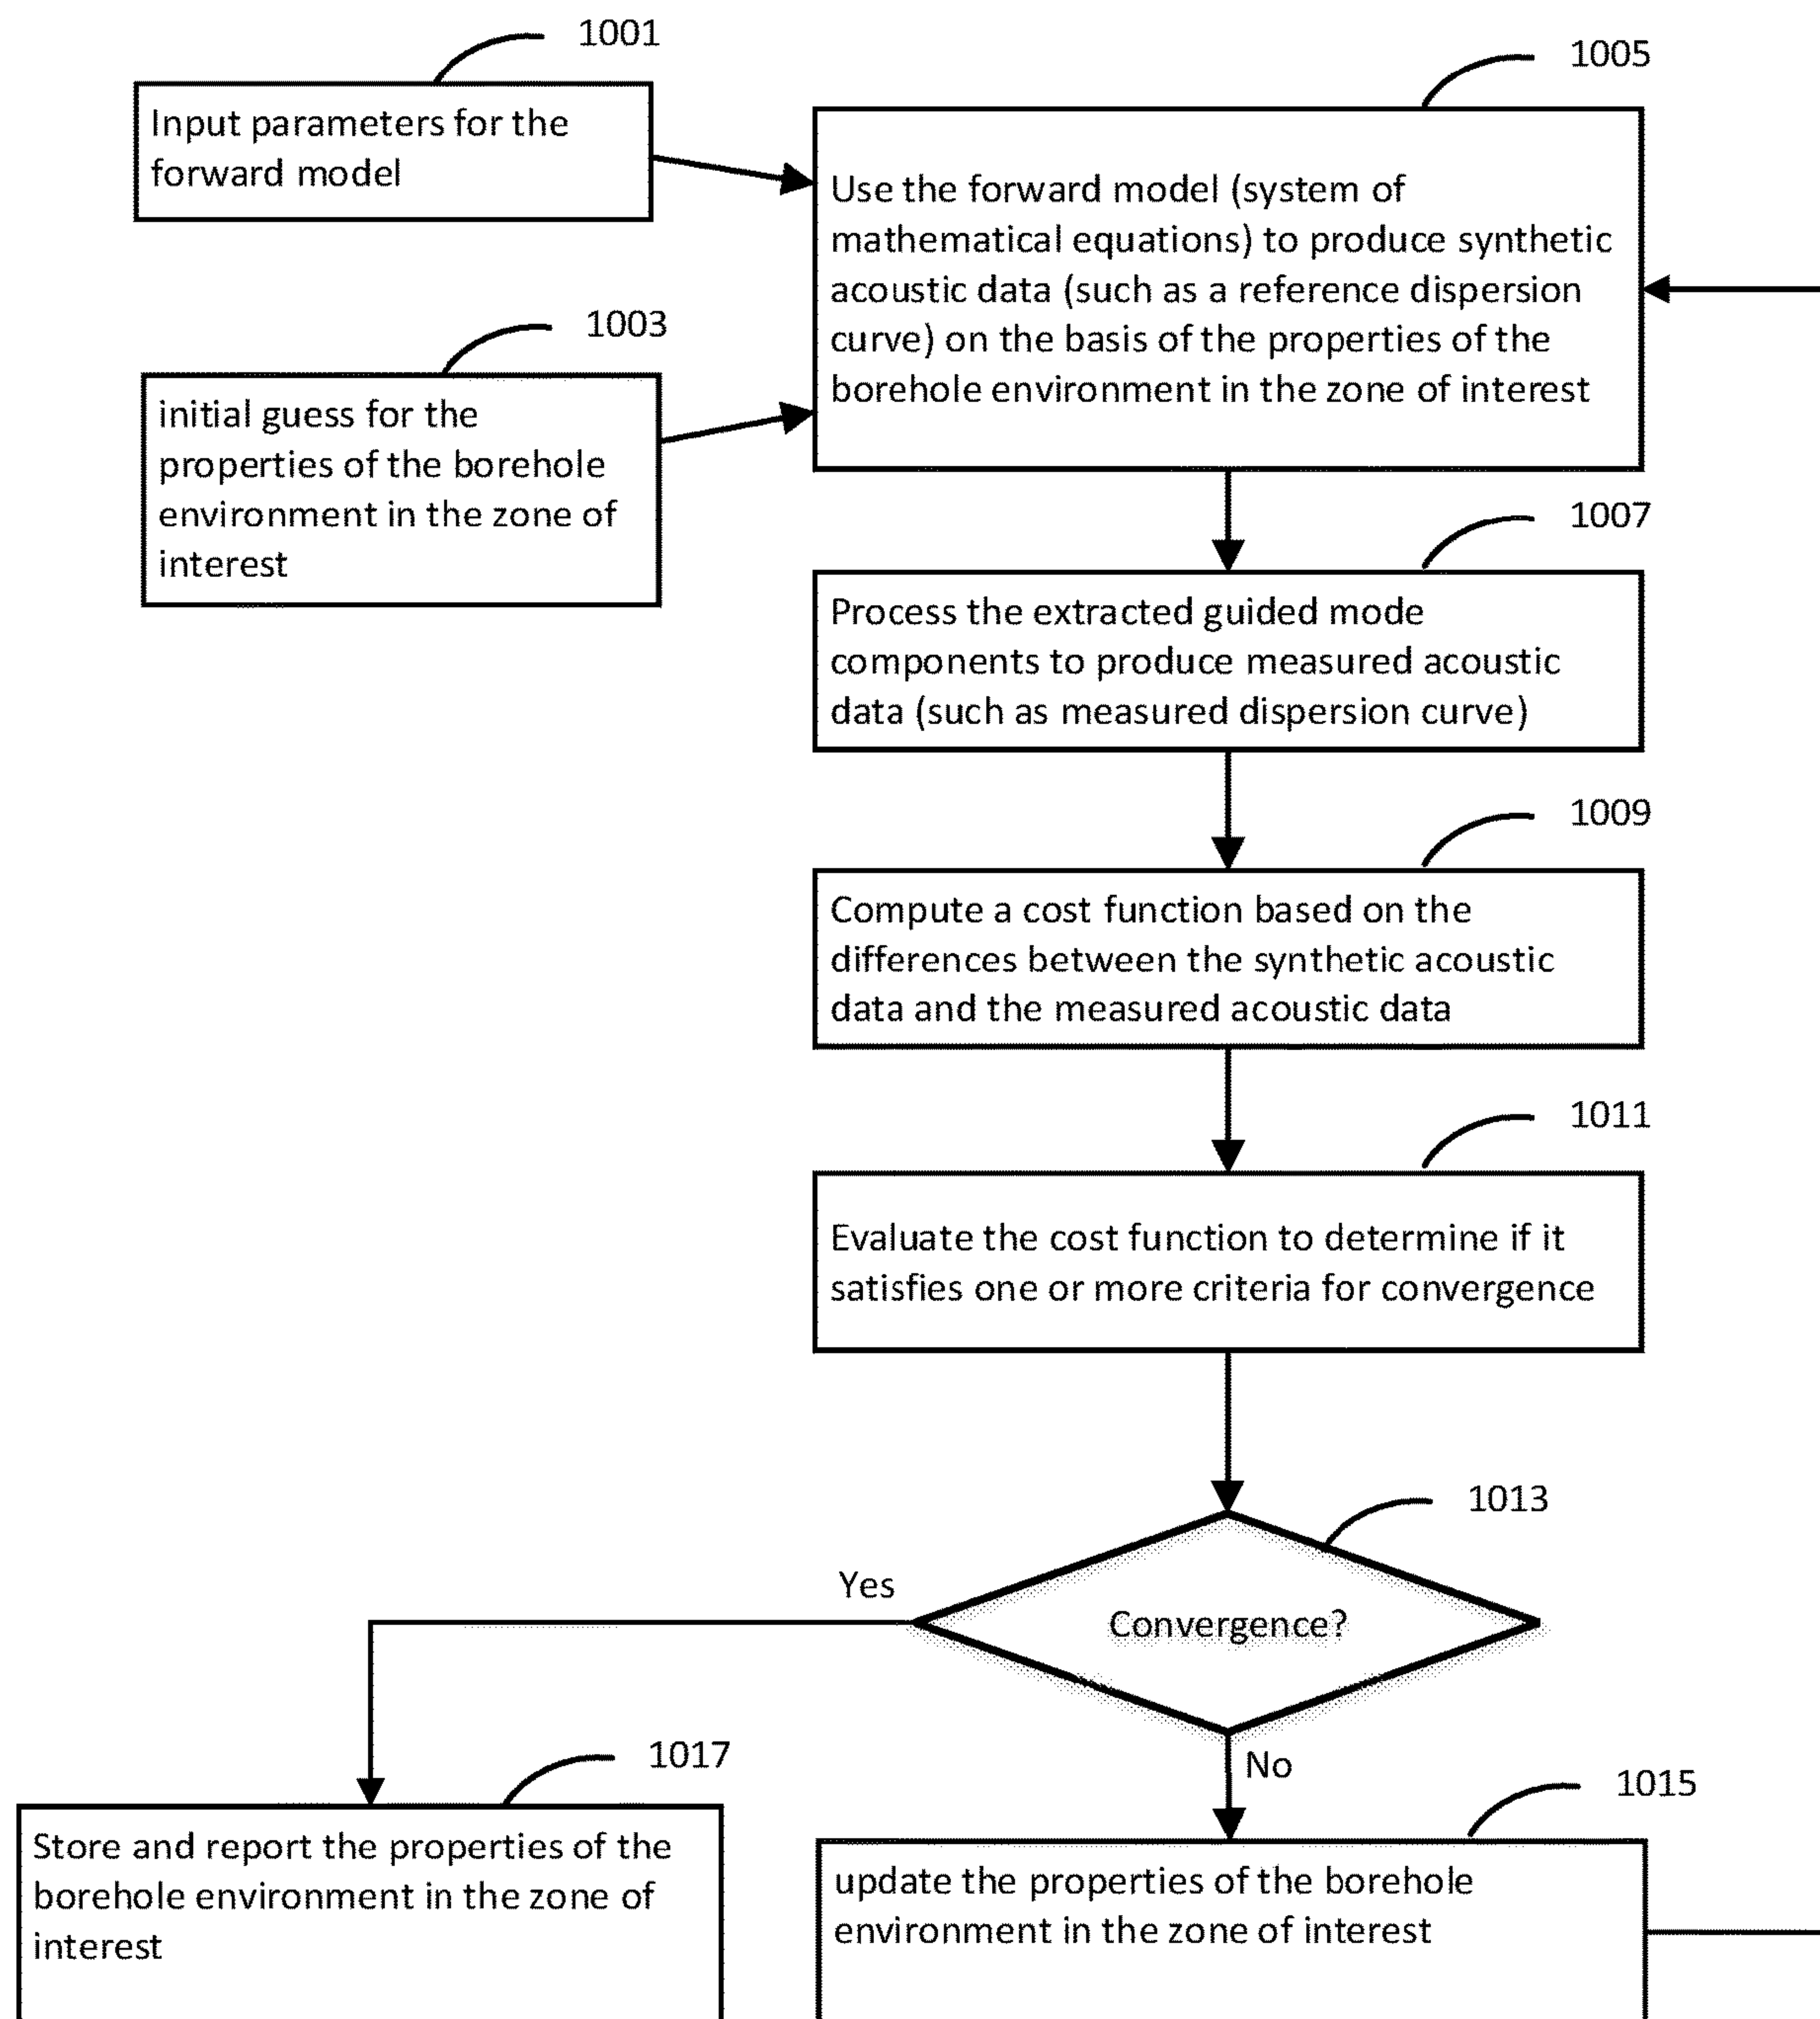 1001
Input parameters for the
forward model
1003
initial guess for the
properties of the borehole
environment in the zone of
interest
1005
Use the forward model (system of
mathematical equations) to produce synthetic
acoustic data (such as a reference dispersion
curve) on the basis of the properties of the
borehole environment in the zone of interest
1007
Process the extracted guided mode
components to produce measured acoustic
data (such as measured dispersion curve)
1009
Compute a cost function based on the
differences between the synthetic acoustic
data and the measured acoustic data
1011
Evaluate the cost function to determine if it
satisfies one or more criteria for convergence
1013
Convergence?
Yes
No
1017
Store and report the properties of the
borehole environment in the zone of
interest
1015
update the properties of the borehole
environment in the zone of interest